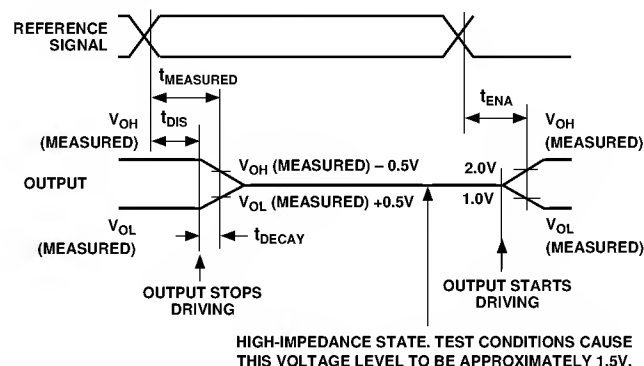 REFERENCE
SIGNAL
tMEASURED
tDIS
tENA
VOH
(MEASURED)
VOH
(MEASURED)
VOH (MEASURED) – 0.5V
2.0V
OUTPUT
VOL (MEASURED) +0.5V
1.0V
VOL
(MEASURED)
tDECAY
VOL
(MEASURED)
OUTPUT STOPS
DRIVING
OUTPUT STARTS
DRIVING
HIGH-IMPEDANCE STATE. TEST CONDITIONS CAUSE
THIS VOLTAGE LEVEL TO BE APPROXIMATELY 1.5V.